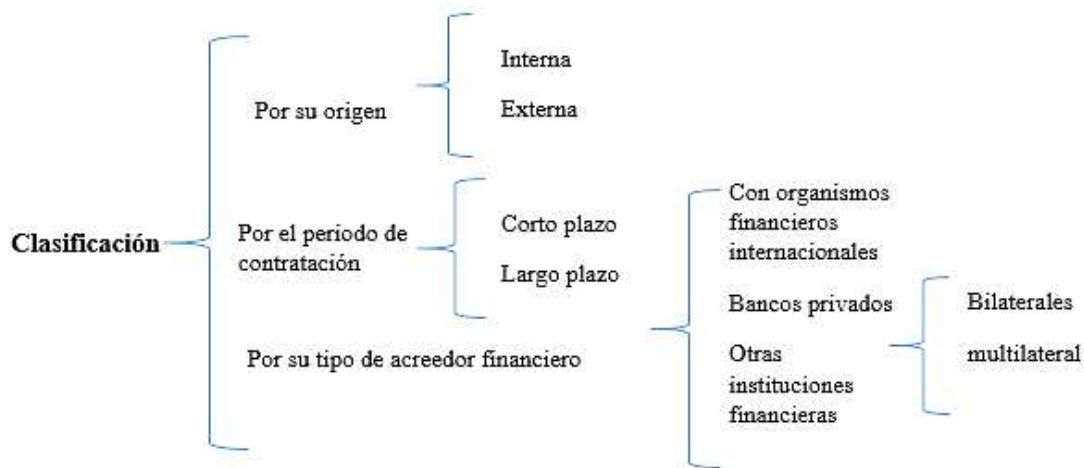 Clasificación
Por su origen
Interna
Externa
Por el periodo de
contratación
Corto plazo
Largo plazo
Por su tipo de acreedor financiero
Con organismos
financieros
internacionales
Bancos privados
Otras
instituciones
financieras
Bilaterales
multilateral